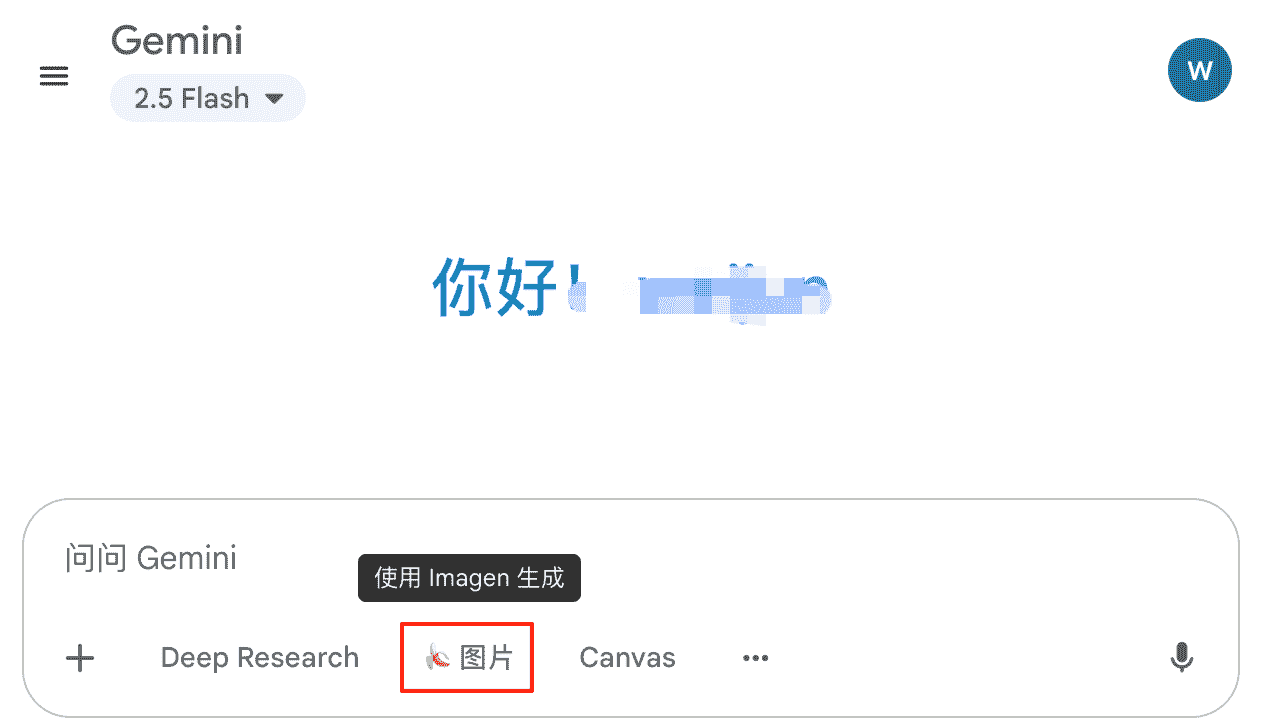 Gemini
2.5 Flash
W
你好！
问问 Gemini
使用 Imagen 生成
Deep Research
图片
Canvas